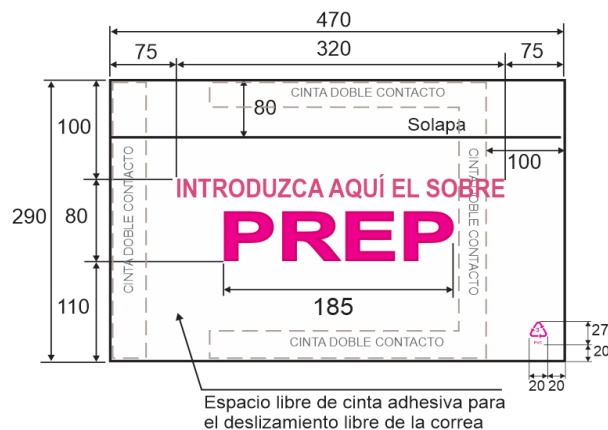 470
75
320
75
CINTA DOBLE CONTACTO
80
Solapa
100
100
CINTA DOBLE CONTACTO
CINTA DOBLE CONTACTO
INTRODUZCA AQUÍ EL SOBRE
290
80
PREP
185
110
CINTA DOBLE CONTACTO
3
PVC
27
20
20
20
Espacio libre de cinta adhesiva para
el deslizamiento libre de la correa